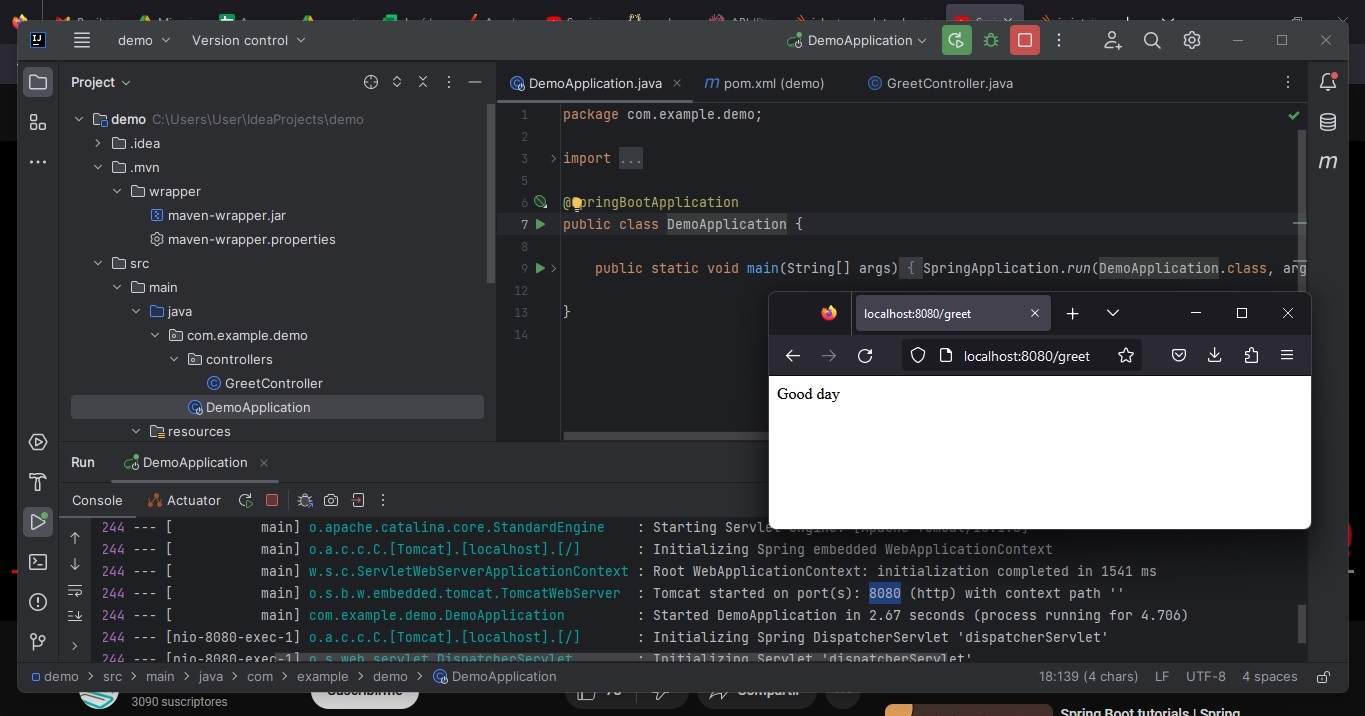 demo
Version control
DemoApplication
Project
DemoApplication.java
pom.xml (demo)
GreetController.java
demo C:\Users\User\IdeaProjects\demo
.idea
.mvn
wrapper
maven-wrapper.jar
maven-wrapper.properties
src
main
java
com.example.demo
controllers
GreetController
DemoApplication
resources
1 package com.example.demo;
2
3 import ...
5
6 @SpringBootApplication
7 public class DemoApplication {
8
9 public static void main(String[] args) { SpringApplication.run(DemoApplication.class, arg
12
13 }
14
localhost:8080/greet
localhost:8080/greet
Good day
Run DemoApplication
Console Actuator
244 --- [ main] o.apache.catalina.core.StandardEngine : Starting Servlet
244 --- [ main] o.a.c.c.C.[Tomcat].[localhost].[/] : Initializing Spring embedded WebApplicationContext
244 --- [ main] w.s.c.ServletWebServerApplicationContext : Root WebApplicationContext: initialization completed in 1541 ms
244 --- [ main] o.s.b.w.embedded.tomcat.TomcatWebServer : Tomcat started on port(s): 8080 (http) with context path ''
244 --- [ main] com.example.demo.DemoApplication : Started DemoApplication in 2.67 seconds (process running for 4.706)
244 --- [nio-8080-exec-1] o.a.c.c.C.[Tomcat].[localhost].[/] : Initializing Spring DispatcherServlet 'dispatcherServlet'
244 --- [nio-8080-exec-1] o.s.web.servlet.DispatcherServlet : Initializing Servlet 'dispatcherServlet'
demo > src > main > java > com > example > demo > DemoApplication
18:139 (4 chars) LF UTF-8 4 spaces
3090 suscriptores
Suscribirme
Compartir
Spring Boot tutorials | Spring